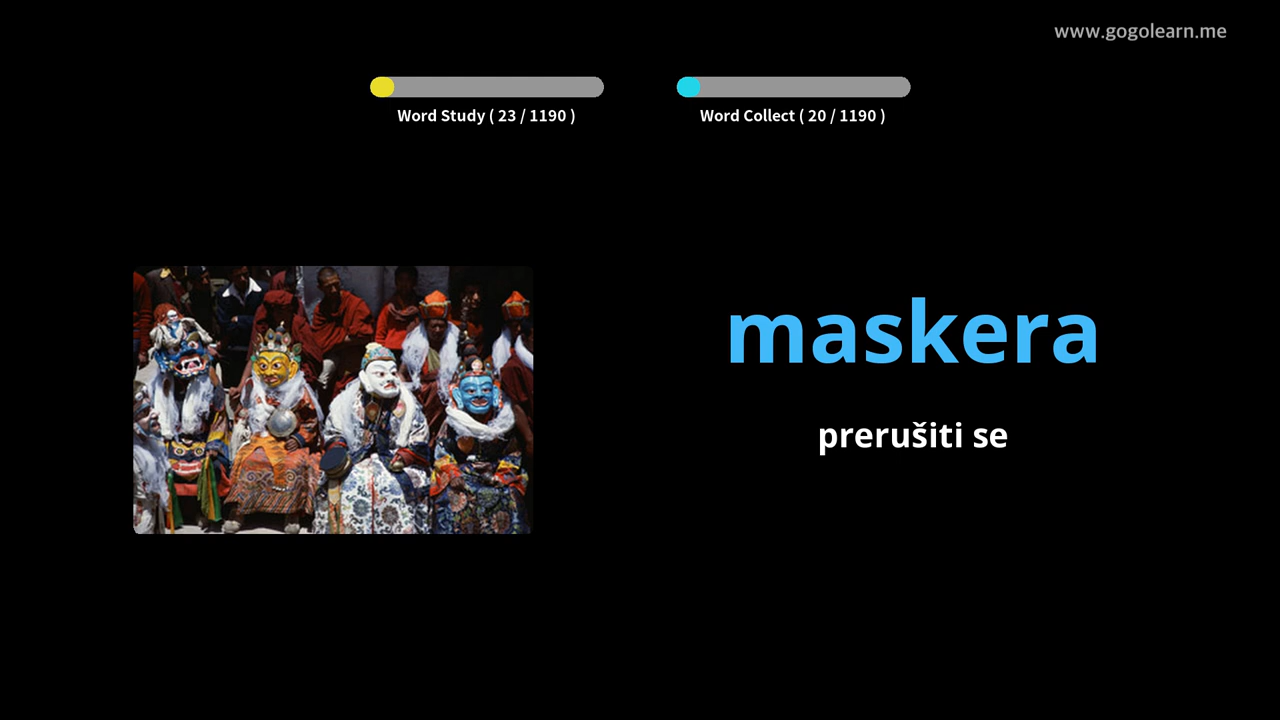 www.gogolearn.me
Word Study ( 23 / 1190 )
Word Collect ( 20 / 1190 )
maskera
prerušiti se